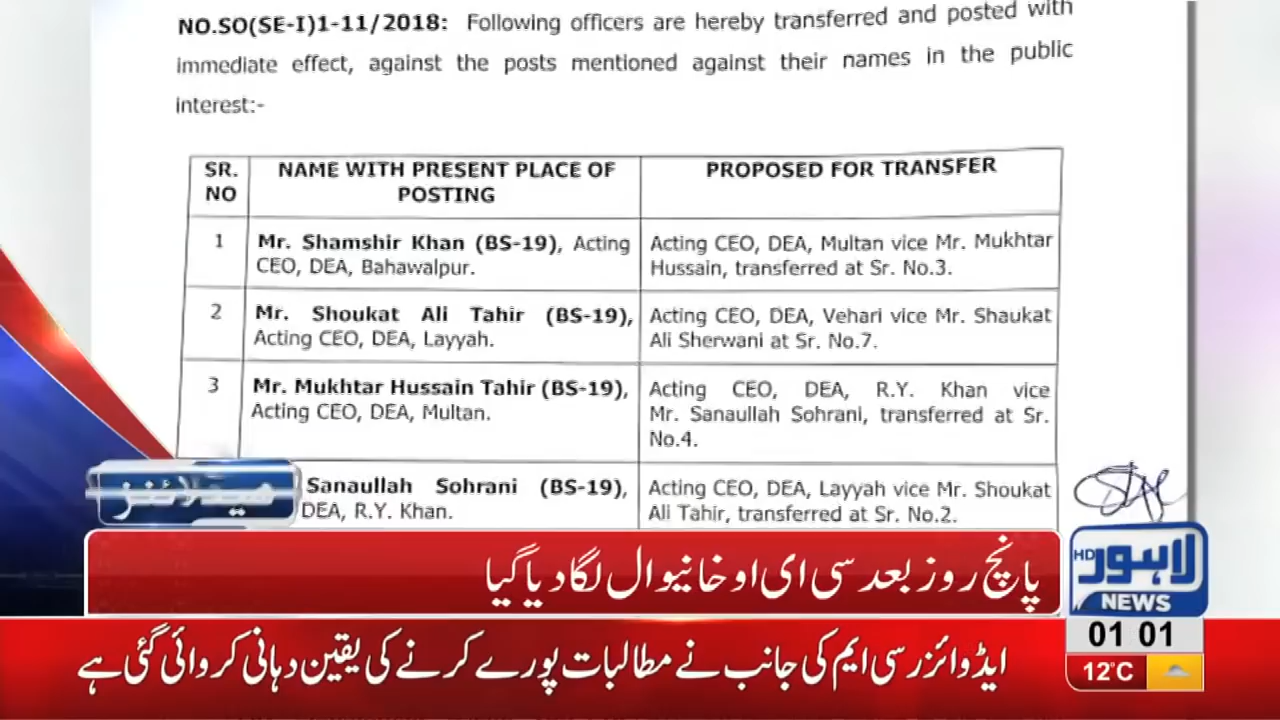 NO.SO(SE-I)1-11/2018: Following officers are hereby transferred and posted with
immediate effect, against the posts mentioned against their names in the public
interest:-
SR. NO
NAME WITH PRESENT PLACE OF
POSTING
PROPOSED FOR TRANSFER
1
Mr. Shamshir Khan (BS-19), Acting
CEO, DEA, Bahawalpur.
Acting CEO, DEA, Multan vice Mr. Mukhtar
Hussain, transferred at Sr. No.3.
2
Mr. Shoukat Ali Tahir (BS-19),
Acting CEO, DEA, Layyah.
Acting CEO, DEA, Vehari vice Mr. Shaukat
Ali Sherwani at Sr. No.7.
3
Mr. Mukhtar Hussain Tahir (BS-19),
Acting CEO, DEA, Multan.
Acting CEO, DEA, R.Y. Khan vice
Mr. Sanaullah Sohrani, transferred at Sr.
No.4.
Sanaullah Sohrani (BS-19),
DEA, R.Y. Khan.
Acting CEO, DEA, Layyah vice Mr. Shoukat
Ali Tahir, transferred at Sr. No.2.
ہیڈلائنز
پانچ روز بعد سی ای او خانیوال لگا دیا گیا
HD لاہور
NEWS
01 01
12°C
ایڈوائزر سی ایم کی جانب نے مطالبات پورے کرنے کی یقین دہانی کروائی گئی ہے